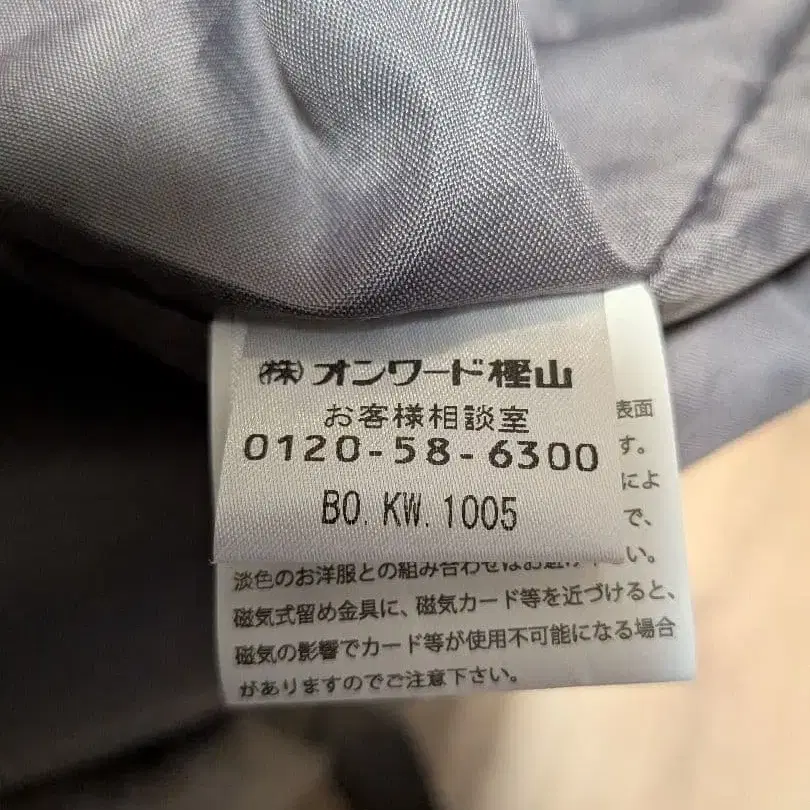 (株)オンワード樫山
お客様相談室
0120-58-6300
BO. KW. 1005
表面
す。
によ
で、
い。
淡色のお洋服との組み合わせはお避け
磁気式留め金具に、磁気カード等を近づけると、
磁気の影響でカード等が使用不可能になる場合
がありますのでご注意下さい。